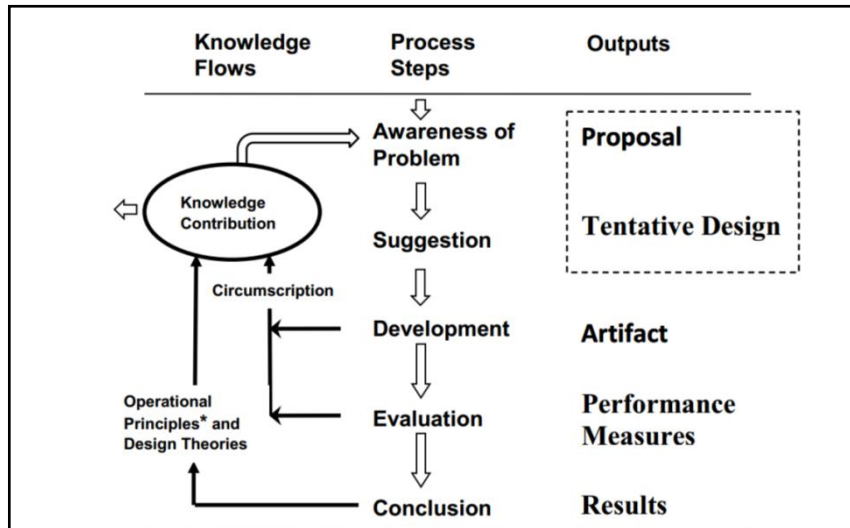 Knowledge
Flows
Process
Steps
Outputs
Awareness of
Problem
Proposal
Knowledge
Contribution
Suggestion
Tentative Design
Circumscription
Development
Artifact
Operational
Principles* and
Design Theories
Evaluation
Performance
Measures
Conclusion
Results